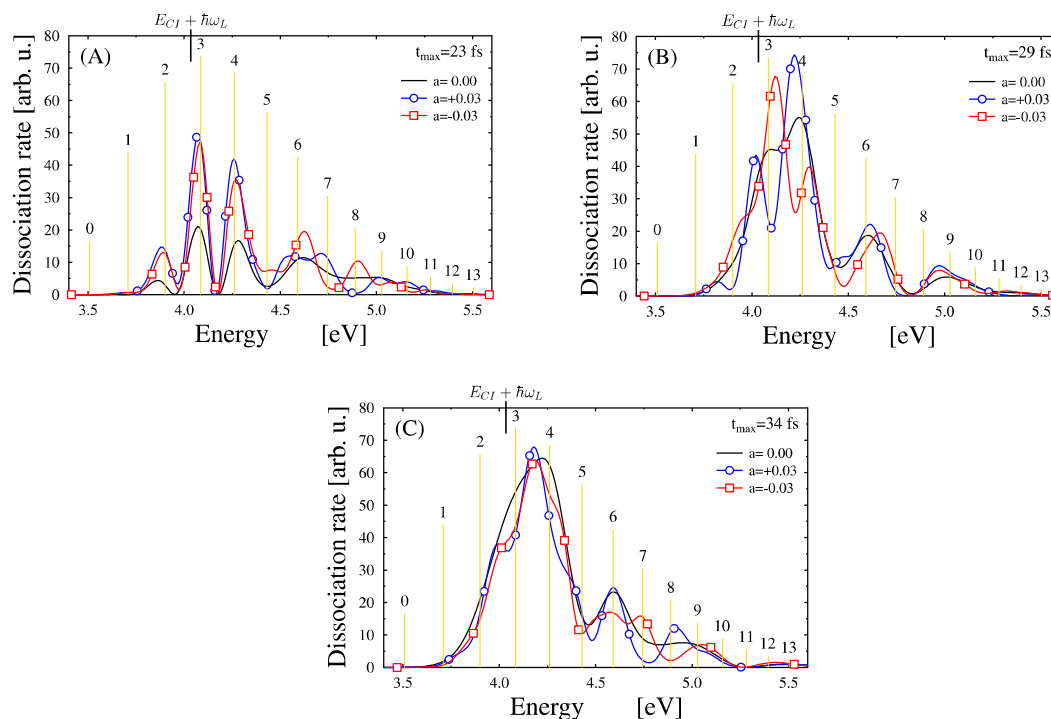 E_{CI} + ħω_L
(A)
t_max=23 fs
a= 0.00
a=+0.03
a=-0.03
0 1 2 3 4 5 6 7 8 9 10 11 12 13
Dissociation rate [arb. u.]
0 10 20 30 40 50 60 70 80
3.5 4.0 4.5 5.0 5.5
Energy [eV]
E_{CI} + ħω_L
(B)
t_max=29 fs
a= 0.00
a=+0.03
a=-0.03
0 1 2 3 4 5 6 7 8 9 10 11 12 13
Dissociation rate [arb. u.]
0 10 20 30 40 50 60 70 80
3.5 4.0 4.5 5.0 5.5
Energy [eV]
E_{CI} + ħω_L
(C)
t_max=34 fs
a= 0.00
a=+0.03
a=-0.03
0 1 2 3 4 5 6 7 8 9 10 11 12 13
Dissociation rate [arb. u.]
0 10 20 30 40 50 60 70 80
3.5 4.0 4.5 5.0 5.5
Energy [eV]